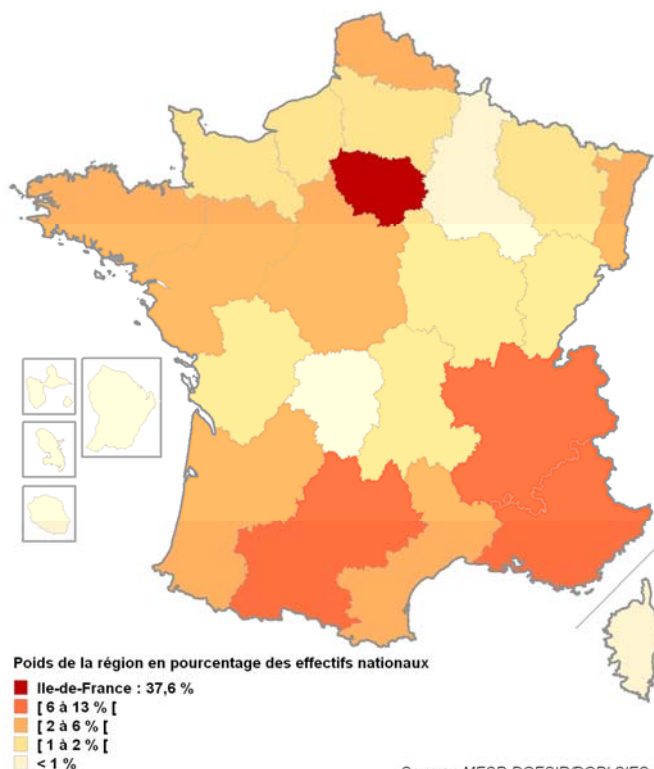 Poids de la région en pourcentage des effectifs nationaux
Ile-de-France : 37,6 %
[ 6 à 13 % [
[ 2 à 6 % [
[ 1 à 2 % [
< 1 %